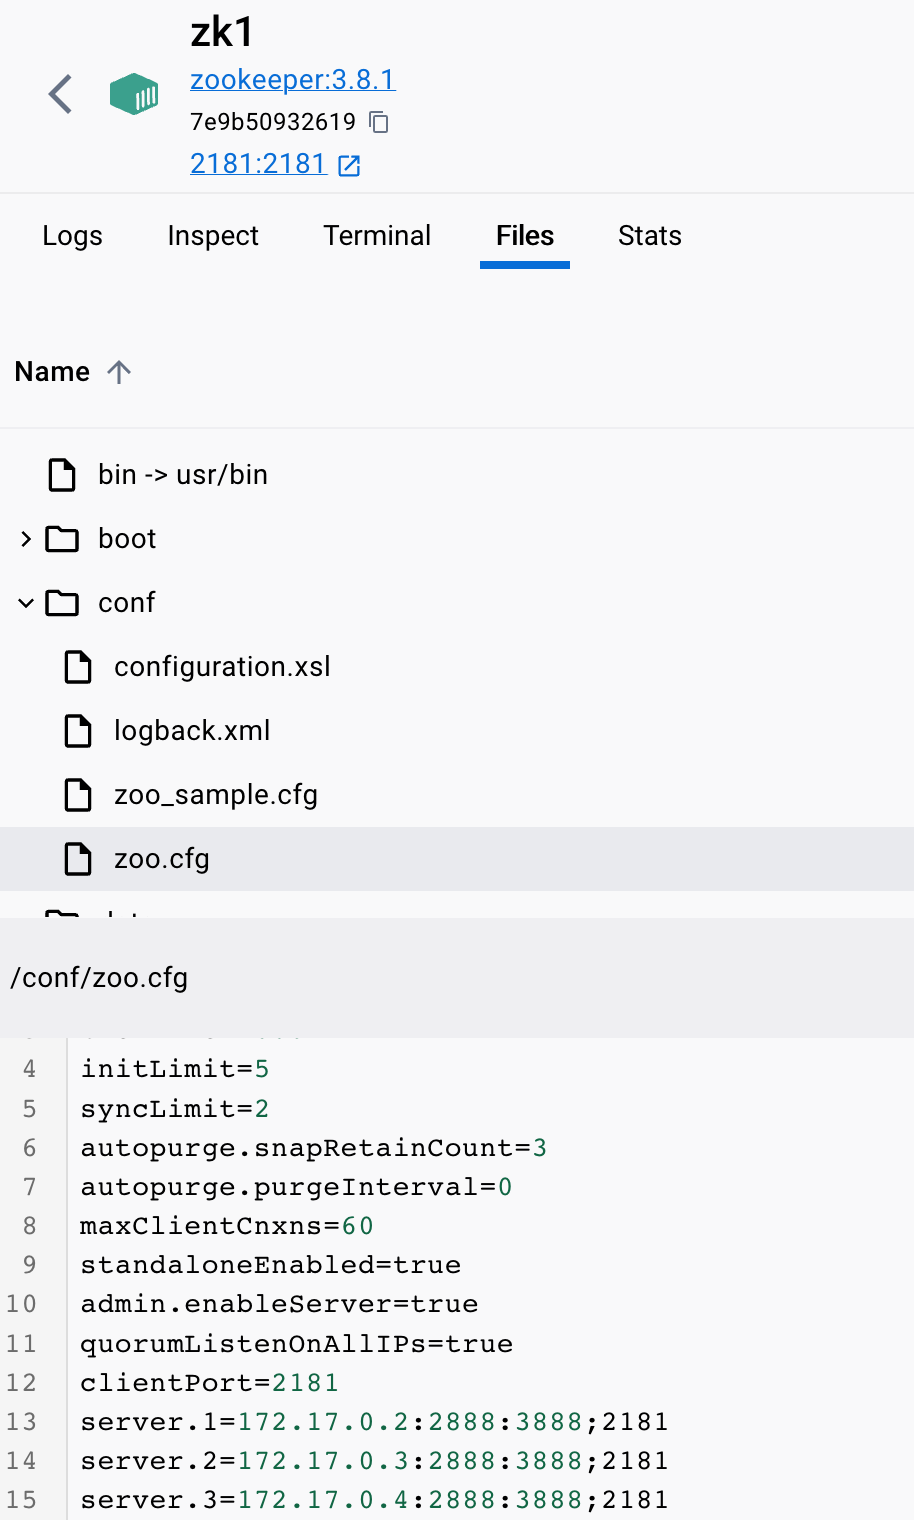 zk1
zookeeper:3.8.1
7e9b50932619
2181:2181
Logs Inspect Terminal Files Stats
Name
bin -> usr/bin
boot
conf
configuration.xsl
logback.xml
zoo_sample.cfg
zoo.cfg
/conf/zoo.cfg
4 initLimit=5
5 syncLimit=2
6 autopurge.snapRetainCount=3
7 autopurge.purgeInterval=0
8 maxClientCnxns=60
9 standaloneEnabled=true
10 admin.enableServer=true
11 quorumListenOnAllIPs=true
12 clientPort=2181
13 server.1=172.17.0.2:2888:3888;2181
14 server.2=172.17.0.3:2888:3888;2181
15 server.3=172.17.0.4:2888:3888;2181